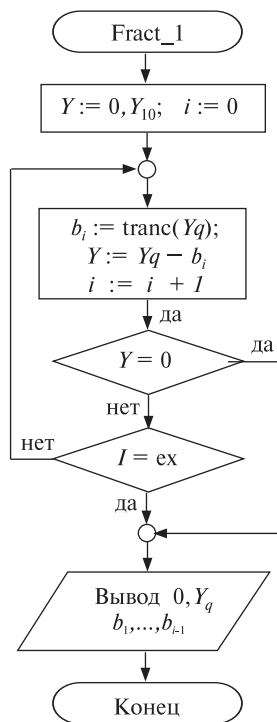 Fract_1
Y := 0, Y₁₀; i := 0
bᵢ := tranc(Yq);
Y := Yq – bᵢ
i := i + 1
да
Y = 0
да
нет
нет
I = ex
да
Вывод 0, Y_q
b₁,...,bᵢ₋₁
Конец